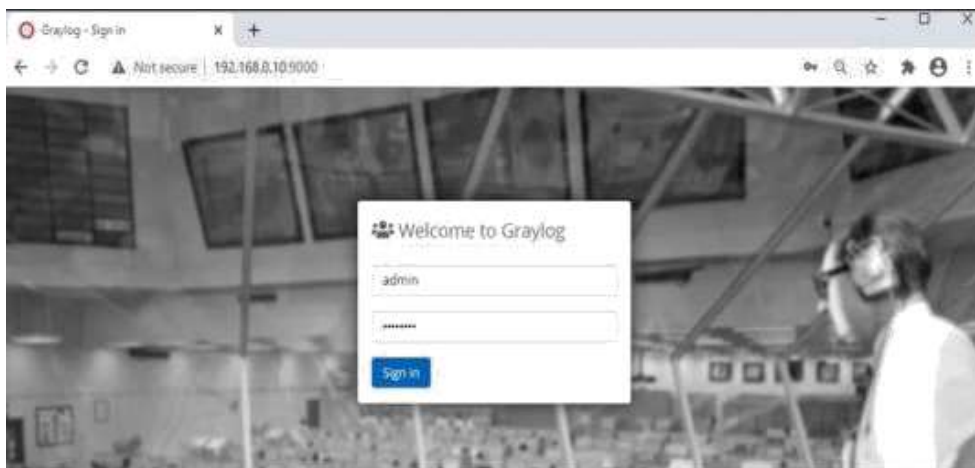 Graylog - Sign in
Not secure 192.168.0.10:9000
Welcome to Graylog
admin
Sign in